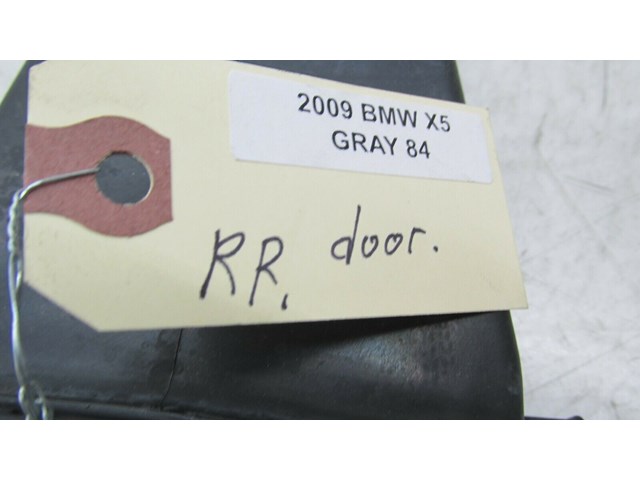 2009 BMW X5
GRAY 84
RR. door.